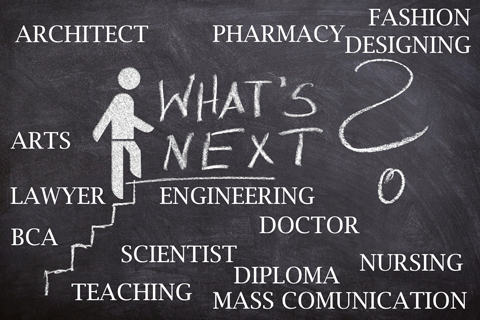 FASHION
ARCHITECT PHARMACY DESIGNING
WHAT'S
NEXT ?
ARTS
LAWYER ENGINEERING
BCA DOCTOR
SCIENTIST NURSING
DIPLOMA
TEACHING MASS COMUNICATION